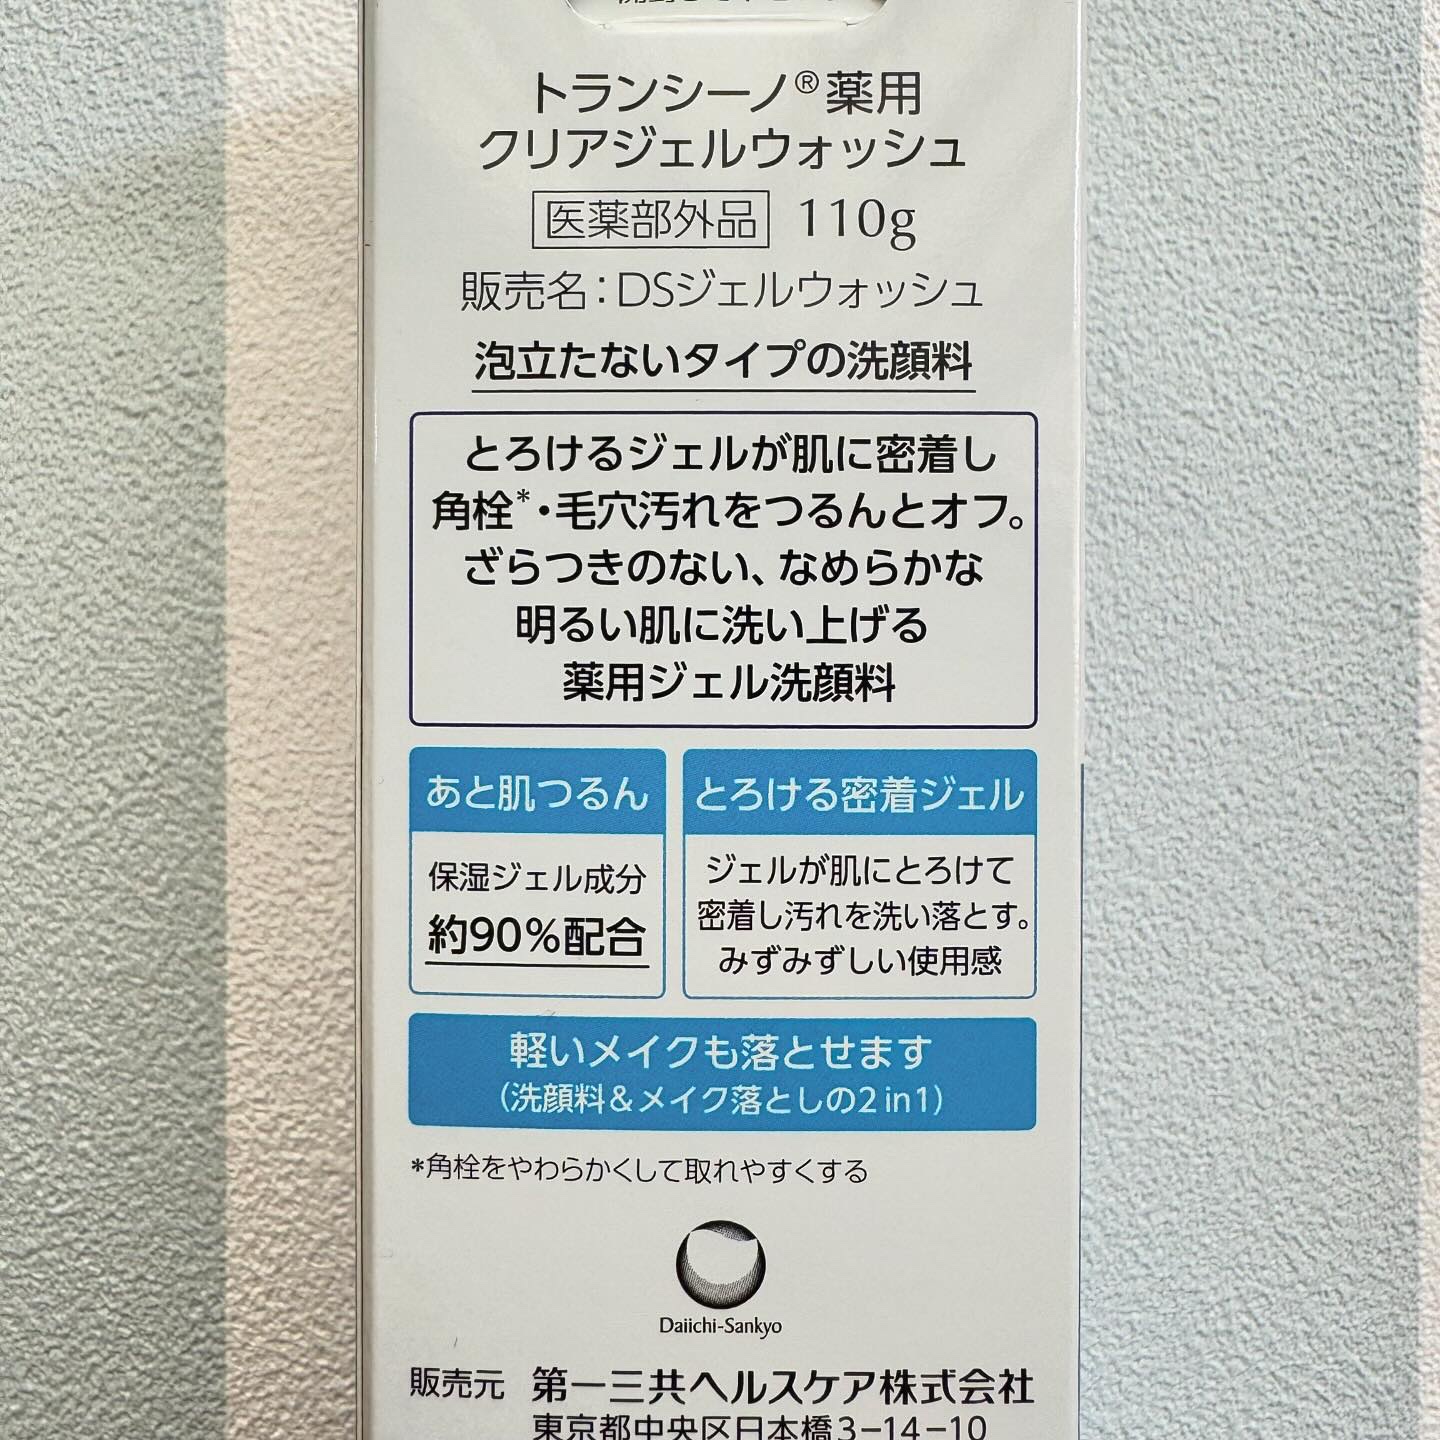 トランシーノ®薬用
クリアジェルウォッシュ
医薬部外品 110g
販売名：DSジェルウォッシュ
泡立たないタイプの洗顔料
とろけるジェルが肌に密着し
角栓*・毛穴汚れをつるんとオフ。
ざらつきのない、なめらかな
明るい肌に洗い上げる
薬用ジェル洗顔料
あと肌つるん
保湿ジェル成分
約90%配合
とろける密着ジェル
ジェルが肌にとろけて
密着し汚れを洗い落とす。
みずみずしい使用感
軽いメイクも落とせます
（洗顔料＆メイク落としの2in1）
*角栓をやわらかくして取れやすくする
Daiichi-Sankyo
販売元 第一三共ヘルスケア株式会社
東京都中央区日本橋3-14-10